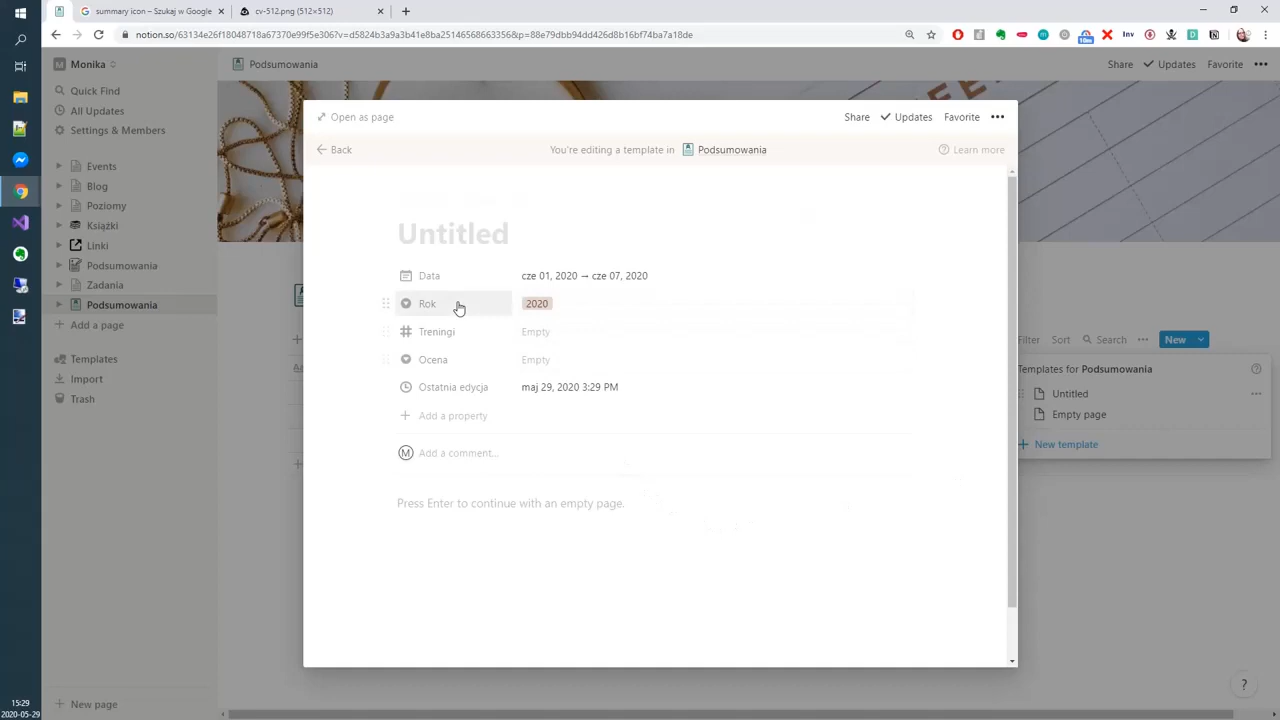 summary icon – Szukaj w Google
cv-512.png (512×512)
notion.so/63134e26f18048718a67370e99f5e306?v=d5824b3a9a3b41e8ba251465686633568&p=88e79dbb94dd426d8b16bf74ba7a18de
10m
Inv
Monika
Quick Find
All Updates
Settings & Members
Events
Blog
Poziomy
Książki
Linki
Podsumowania
Zadania
Podsumowania
Add a page
Templates
Import
Trash
New page
Podsumowania
Share
Updates
Favorite
Open as page
Share
Updates
Favorite
Back
You're editing a template in
Podsumowania
Learn more
Untitled
Data
cze 01, 2020 → cze 07, 2020
Rok
2020
Treningi
Empty
Ocena
Empty
Ostatnia edycja
maj 29, 2020 3:29 PM
Add a property
M
Add a comment...
Press Enter to continue with an empty page.
Filter
Sort
Search
New
Templates for Podsumowania
Untitled
Empty page
New template
?
15:29
2020-05-29